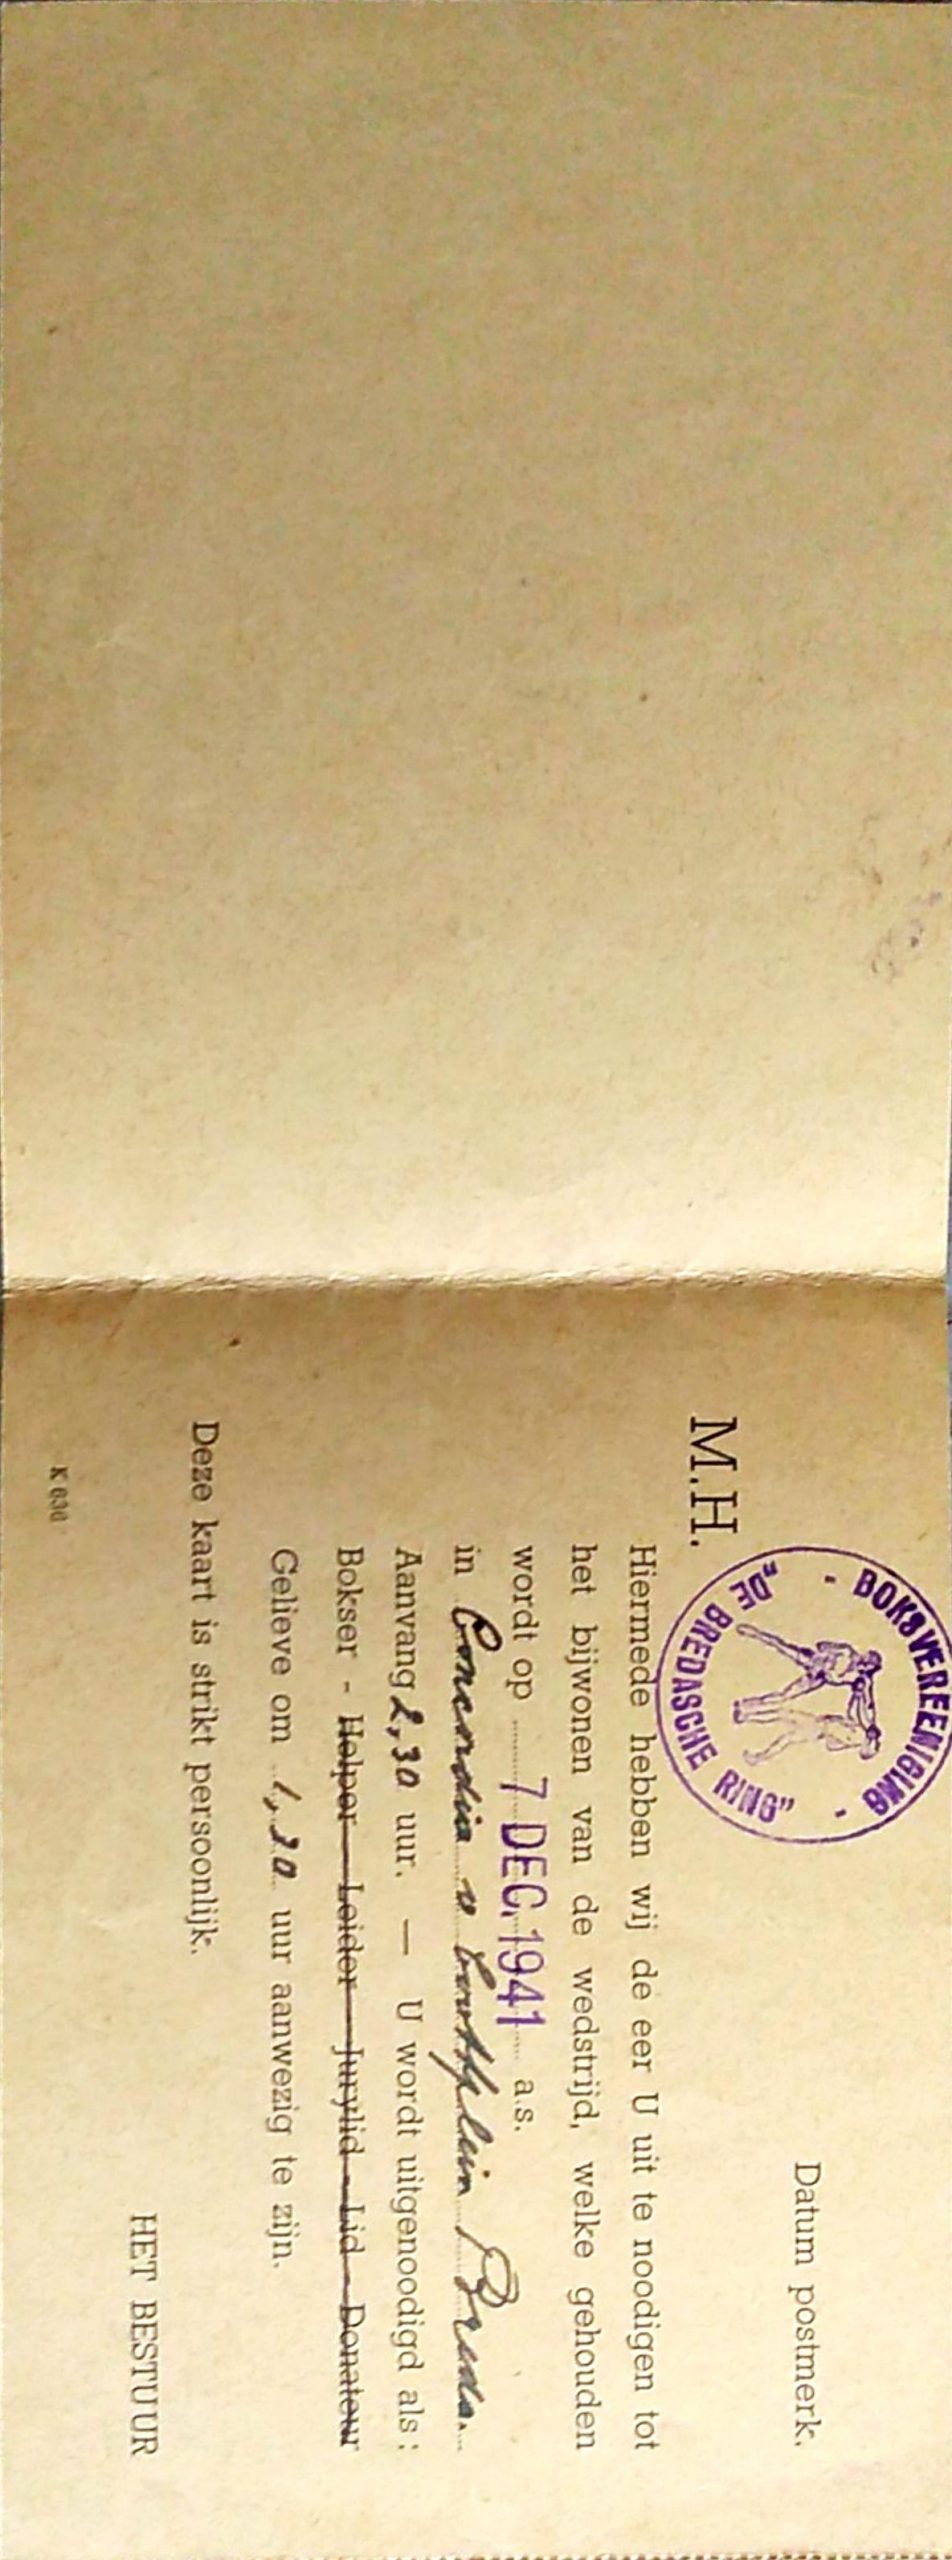 - BOKSVEREENIGING -
„DE BREDASCHE RING”
Datum postmerk.
M.H.
Hiermede hebben wij de eer U uit te noodigen tot
het bijwonen van de wedstrijd, welke gehouden
wordt op 7 DEC. 1941 a.s.
in Concordia v Coothplein Breda.
Aanvang 2,30 uur. — U wordt uitgenoodigd als:
Bokser - Helper - Leider - Jurylid - Lid - Donateur
Gelieve om 1,30 uur aanwezig te zijn.
Deze kaart is strikt persoonlijk.
HET BESTUUR